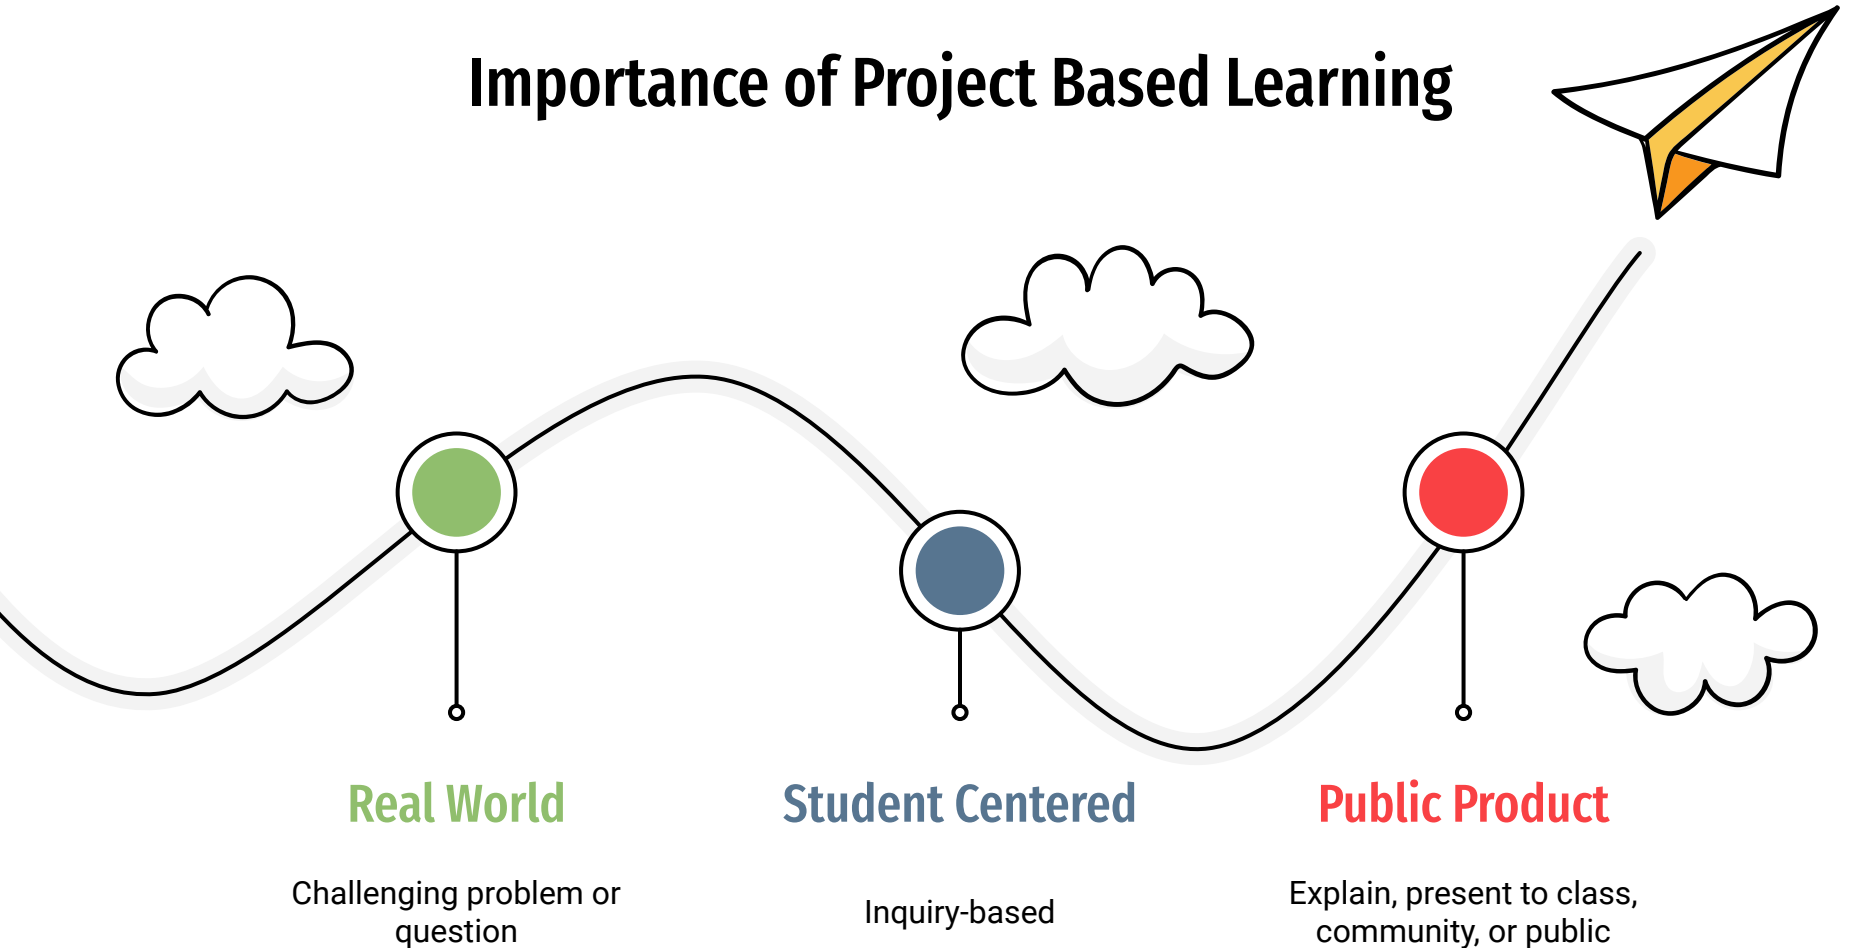 Importance of Project Based Learning
Real World
Challenging problem or
question
Student Centered
Inquiry-based
Public Product
Explain, present to class,
community, or public